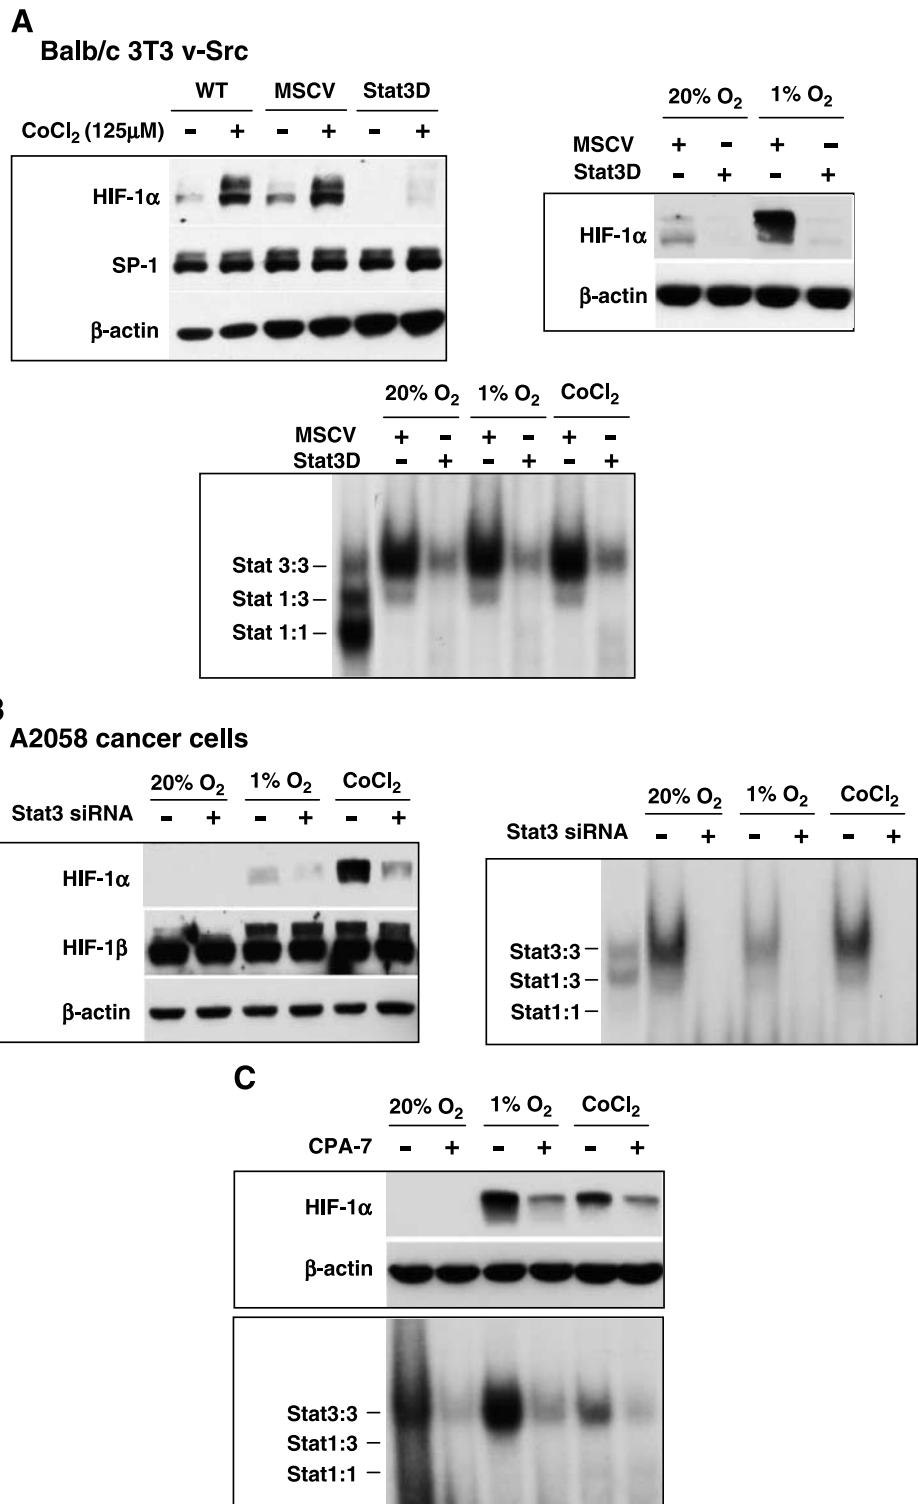 A
Balb/c 3T3 v-Src
WT MSCV Stat3D
CoCl2 (125μM) - + - + - +
HIF-1α
SP-1
β-actin
20% O2 1% O2
MSCV + - + -
Stat3D - + - +
HIF-1α
β-actin
20% O2 1% O2 CoCl2
MSCV + - + - + -
Stat3D - + - + - +
Stat 3:3
Stat 1:3
Stat 1:1
B
A2058 cancer cells
20% O2 1% O2 CoCl2
Stat3 siRNA - + - + - +
HIF-1α
HIF-1β
β-actin
20% O2 1% O2 CoCl2
Stat3 siRNA - + - + - +
Stat3:3
Stat1:3
Stat1:1
C
20% O2 1% O2 CoCl2
CPA-7 - + - + - +
HIF-1α
β-actin
Stat3:3
Stat1:3
Stat1:1